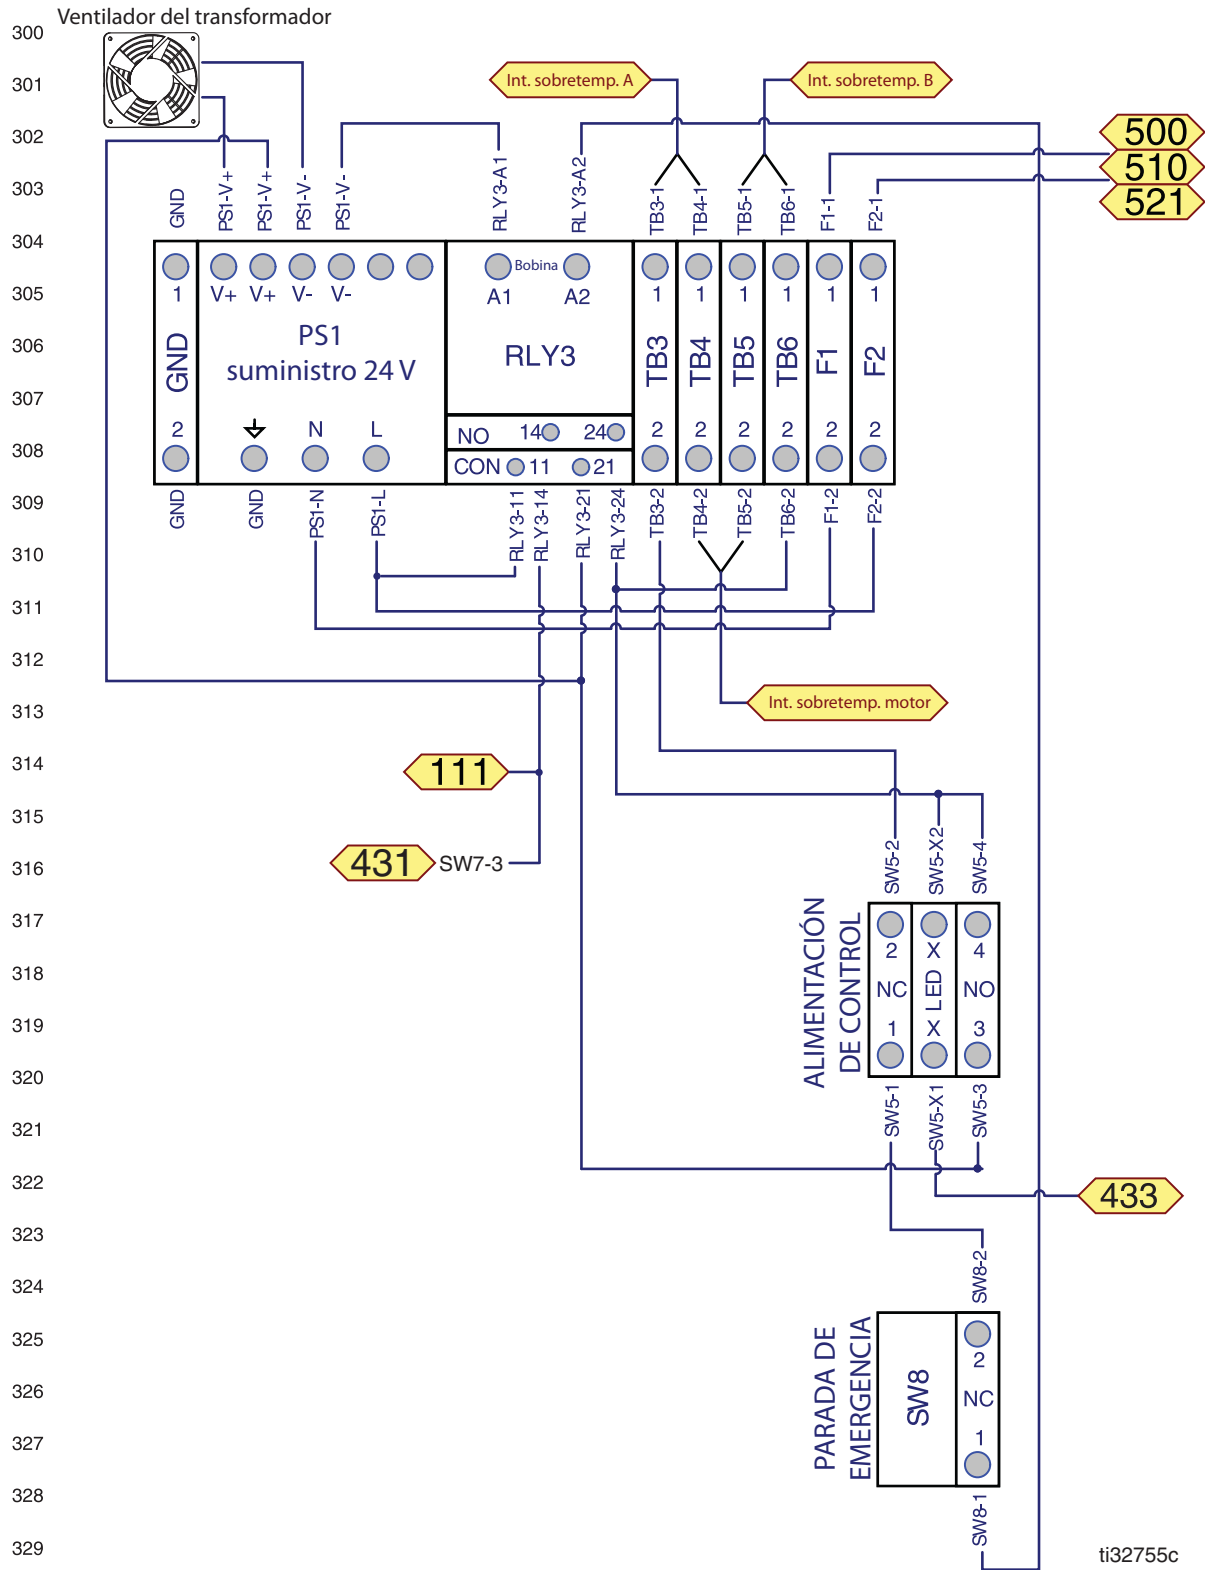 Ventilador del transformador
300
301
302
303
304
305
306
307
308
309
310
311
312
313
314
315
316
317
318
319
320
321
322
323
324
325
326
327
328
329
Int. sobretemp. A
Int. sobretemp. B
500
510
521
GND
PS1-V+
PS1-V+
PS1-V-
PS1-V-
RLY3-A1
RLY3-A2
TB3-1
TB4-1
TB5-1
TB6-1
F1-1
F2-1
1
GND
2
V+
V+
V-
V-
PS1
suministro 24 V
N
L
Bobina
A1
A2
RLY3
NO
14
24
CON
11
21
1
TB3
2
1
TB4
2
1
TB5
2
1
TB6
2
1
F1
2
1
F2
2
GND
GND
PS1-N
PS1-L
RLY3-11
RLY3-14
RLY3-21
RLY3-24
TB3-2
TB4-2
TB5-2
TB6-2
F1-2
F2-2
Int. sobretemp. motor
111
431
SW7-3
SW5-2
SW5-X2
SW5-4
ALIMENTACIÓN
DE CONTROL
2
NC
1
X
LED
X
4
NO
3
SW5-1
SW5-X1
SW5-3
433
SW8-2
PARADA DE
EMERGENCIA
SW8
2
NC
1
SW8-1
ti32755c